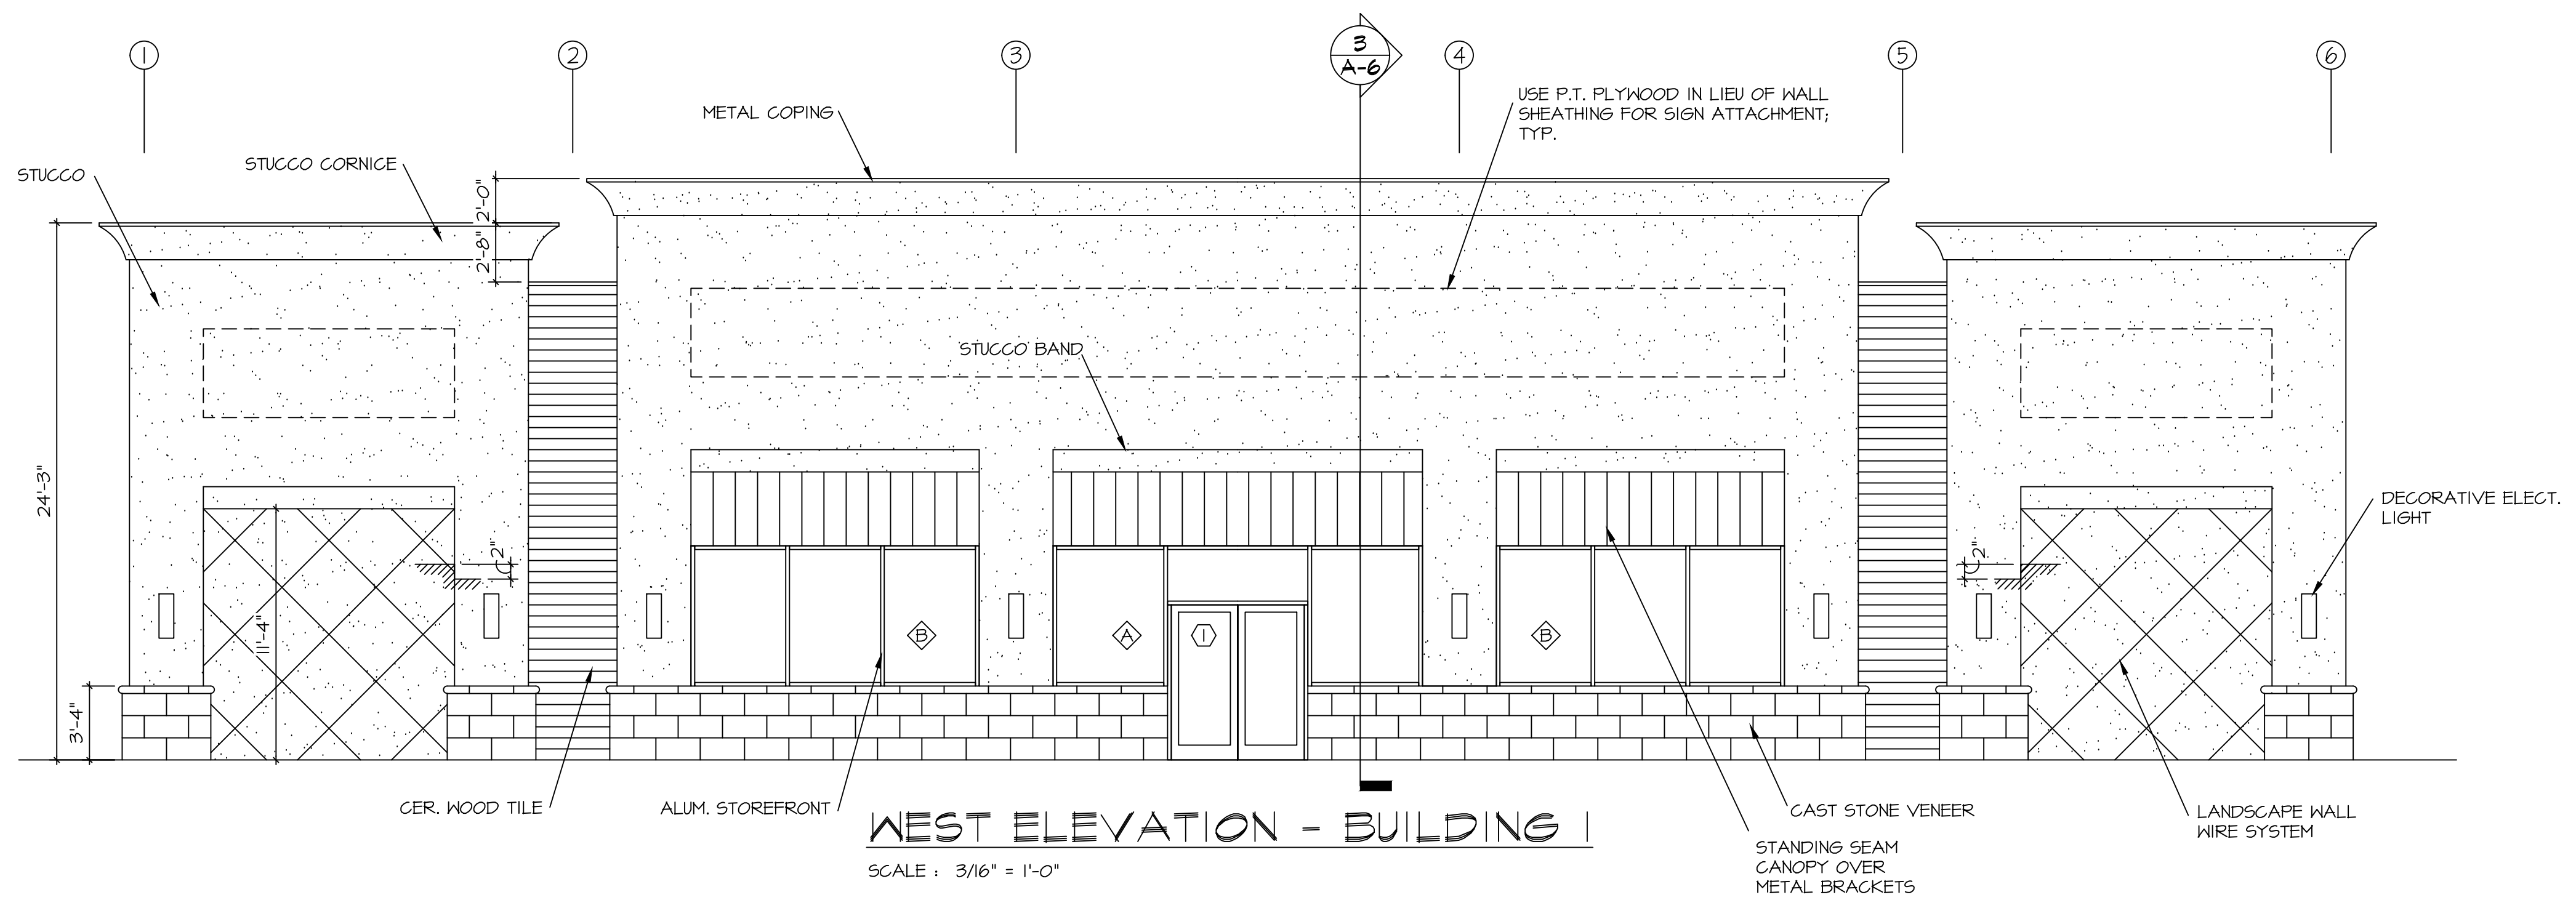 1
2
3
3
A-6
4
5
6
METAL COPING
USE P.T. PLYWOOD IN LIEU OF WALL
SHEATHING FOR SIGN ATTACHMENT;
TYP.
STUCCO
STUCCO CORNICE
2'-0"
2'-8"
STUCCO BAND
24'-3"
DECORATIVE ELECT.
LIGHT
2"
2"
11'-4"
B
A
1
B
3'-4"
CER. WOOD TILE
ALUM. STOREFRONT
CAST STONE VENEER
LANDSCAPE WALL
WIRE SYSTEM
STANDING SEAM
CANOPY OVER
METAL BRACKETS
WEST ELEVATION - BUILDING 1
SCALE : 3/16" = 1'-0"